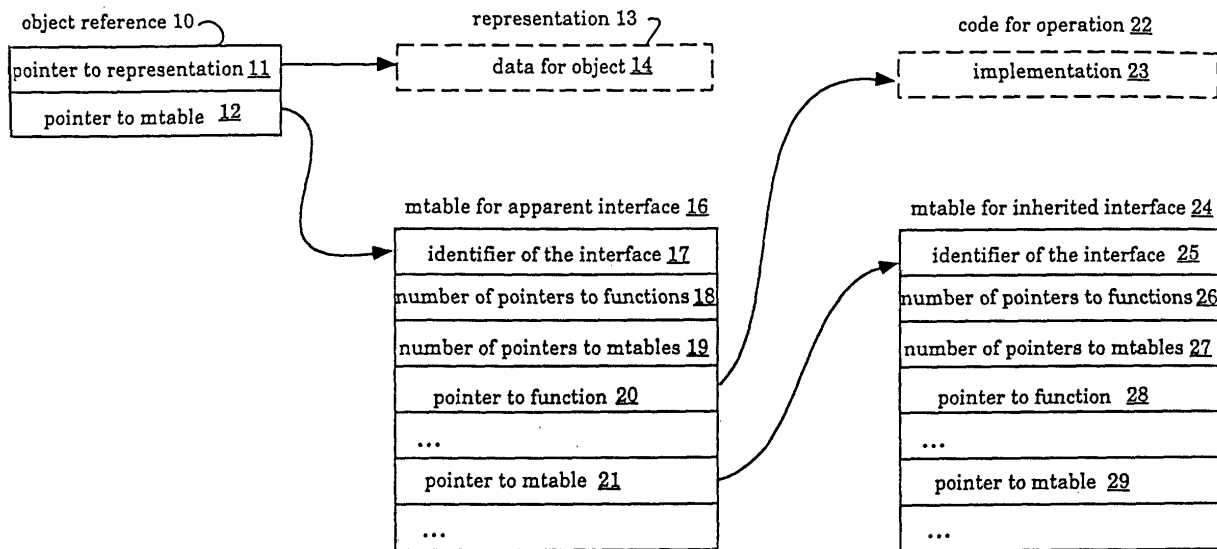 object reference 10
pointer to representation 11
pointer to mtable 12
representation 13
data for object 14
code for operation 22
implementation 23
mtable for apparent interface 16
identifier of the interface 17
number of pointers to functions 18
number of pointers to mtables 19
pointer to function 20
...
pointer to mtable 21
...
mtable for inherited interface 24
identifier of the interface 25
number of pointers to functions 26
number of pointers to mtables 27
pointer to function 28
...
pointer to mtable 29
...